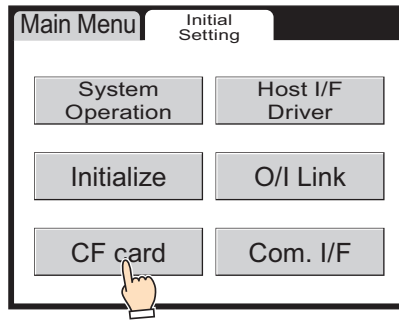 Main Menu
Initial
Setting
System
Operation
Host I/F
Driver
Initialize
O/I Link
CF card
Com. I/F